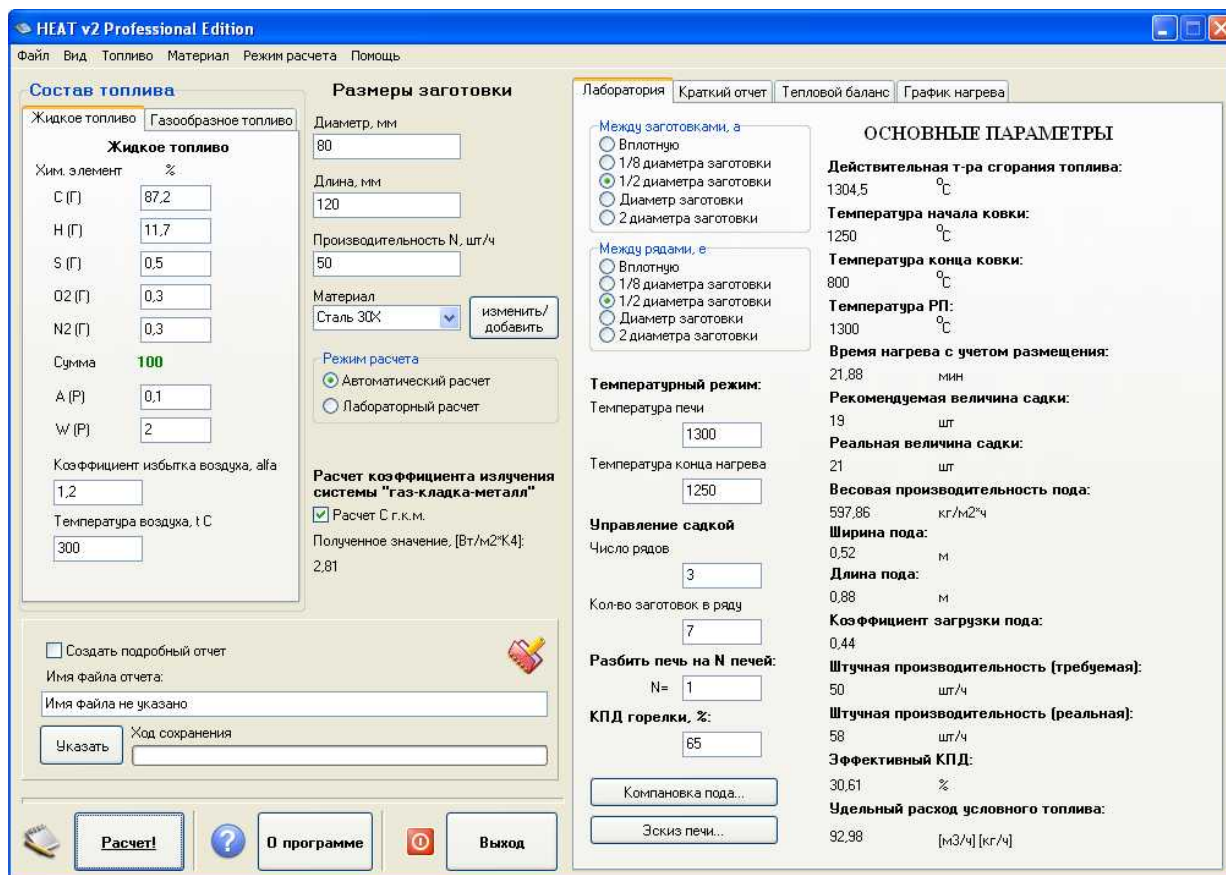 HEAT v2 Professional Edition
Файл Вид Топливо Материал Режим расчета Помощь
Состав топлива
Жидкое топливо Газообразное топливо
Жидкое топливо
Хим. элемент %
C (Г) 87,2
H (Г) 11,7
S (Г) 0,5
O2 (Г) 0,3
N2 (Г) 0,3
Сумма 100
A (P) 0,1
W (P) 2
Коэффициент избытка воздуха, alfa
1,2
Температура воздуха, t C
300
Размеры заготовки
Диаметр, мм
80
Длина, мм
120
Производительность N, шт/ч
50
Материал
Сталь 30Х
изменить/
добавить
Режим расчета
Автоматический расчет
Лабораторный расчет
Расчет коэффициента излучения
системы "газ-кладка-металл"
Расчет С г.к.м.
Полученное значение, [Вт/м2*К4]:
2,81
Создать подробный отчет
Имя файла отчета:
Имя файла не указано
Указать
Ход сохранения
Расчет!
О программе
Выход
Лаборатория Краткий отчет Тепловой баланс График нагрева
Между заготовками, а
Вплотную
1/8 диаметра заготовки
1/2 диаметра заготовки
Диаметр заготовки
2 диаметра заготовки
Между рядами, е
Вплотную
1/8 диаметра заготовки
1/2 диаметра заготовки
Диаметр заготовки
2 диаметра заготовки
Температурный режим:
Температура печи
1300
Температура конца нагрева
1250
Управление садкой
Число рядов
3
Кол-во заготовок в ряду
7
Разбить печь на N печей:
N= 1
КПД горелки, %:
65
Компановка пода...
Эскиз печи...
ОСНОВНЫЕ ПАРАМЕТРЫ
Действительная т-ра сгорания топлива:
1304,5 oC
Температура начала ковки:
1250 oC
Температура конца ковки:
800 oC
Температура РП:
1300 oC
Время нагрева с учетом размещения:
21,88 мин
Рекомендуемая величина садки:
19 шт
Реальная величина садки:
21 шт
Весовая производительность пода:
597,86 кг/м2*ч
Ширина пода:
0,52 м
Длина пода:
0,88 м
Коэффициент загрузки пода:
0,44
Штучная производительность (требуемая):
50 шт/ч
Штучная производительность (реальная):
58 шт/ч
Эффективный КПД:
30,61 %
Удельный расход условного топлива:
92,98 [м3/ч] [кг/ч]